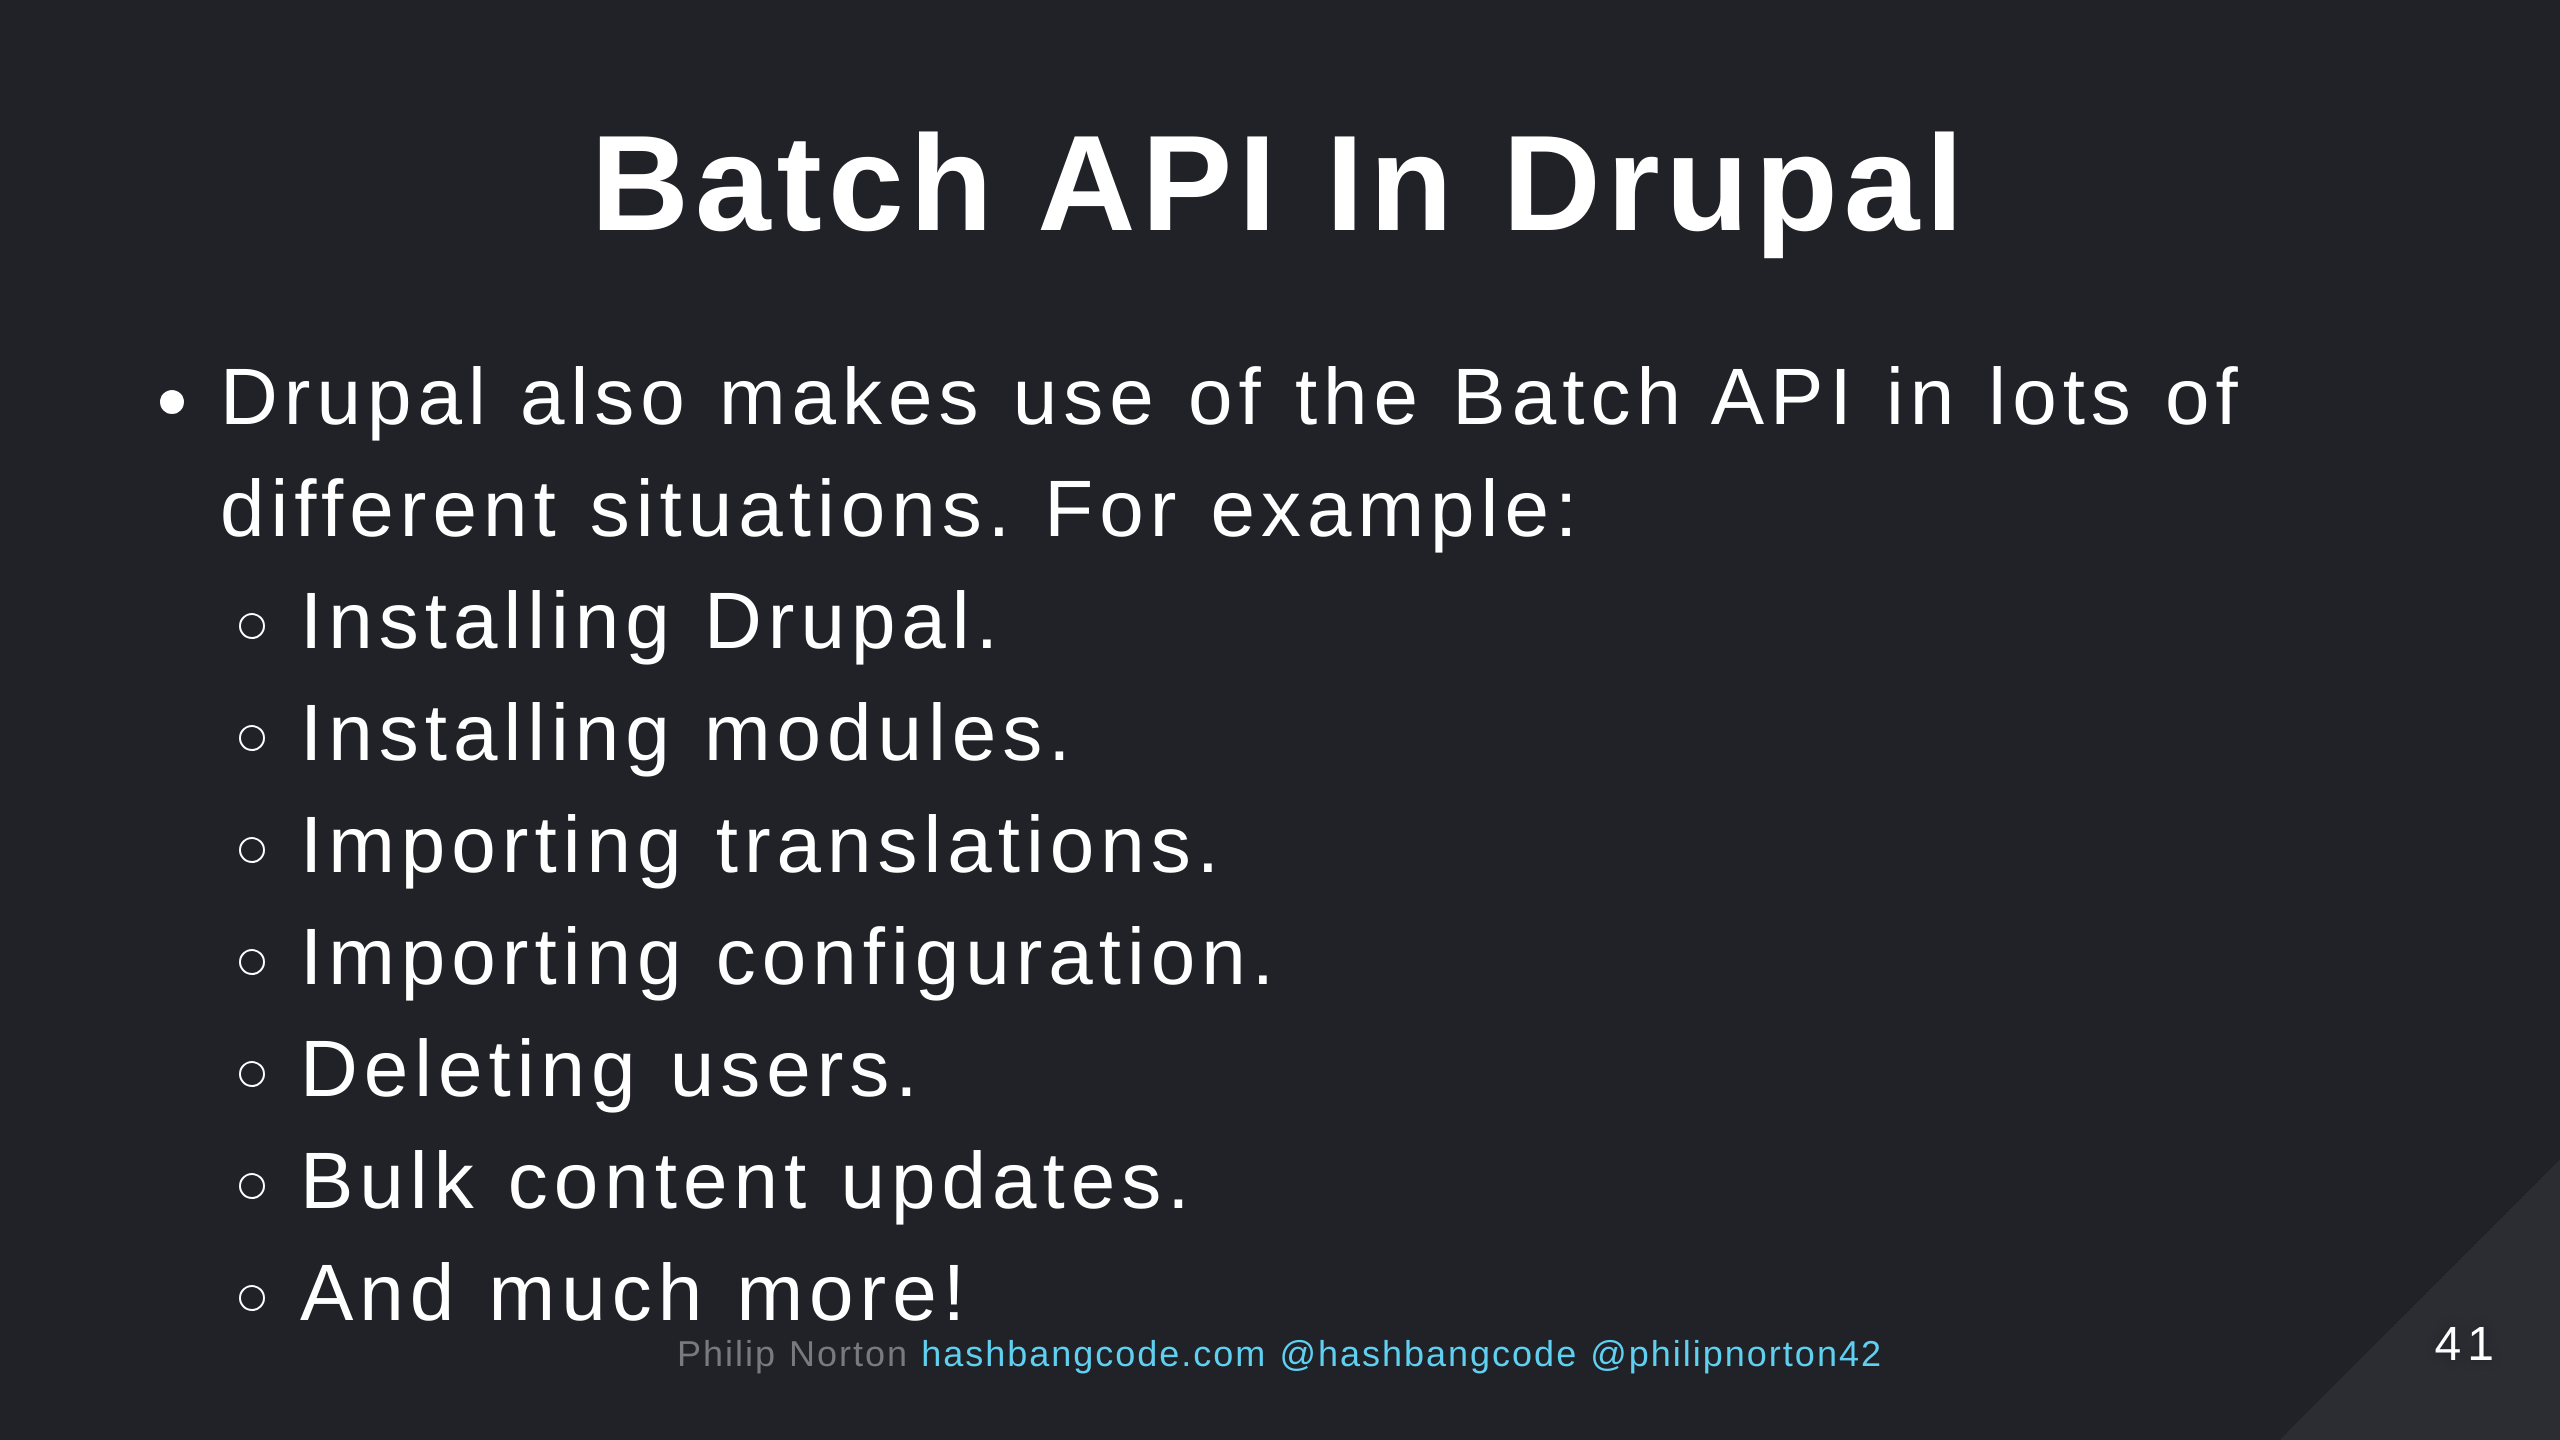 Batch API In Drupal
Drupal also makes use of the Batch API in lots of
different situations. For example:
Installing Drupal.
Installing modules.
Importing translations.
Importing configuration.
Deleting users.
Bulk content updates.
And much more!
Philip Norton hashbangcode.com @hashbangcode @philipnorton42
41